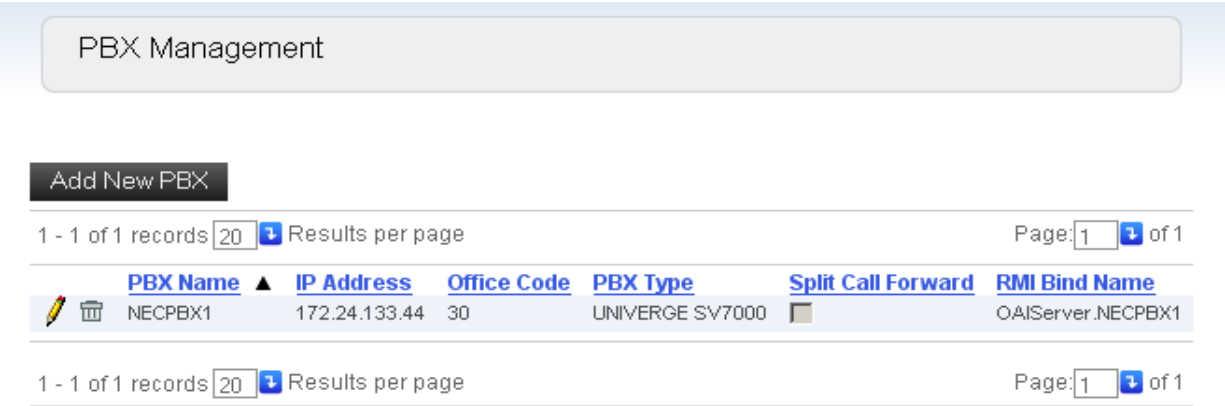 PBX Management
Add New PBX
1 - 1 of 1 records 20 Results per page Page: 1 of 1
PBX Name ▲ IP Address Office Code PBX Type Split Call Forward RMI Bind Name
NECPBX1 172.24.133.44 30 UNIVERGE SV7000 OAIServer.NECPBX1
1 - 1 of 1 records 20 Results per page Page: 1 of 1